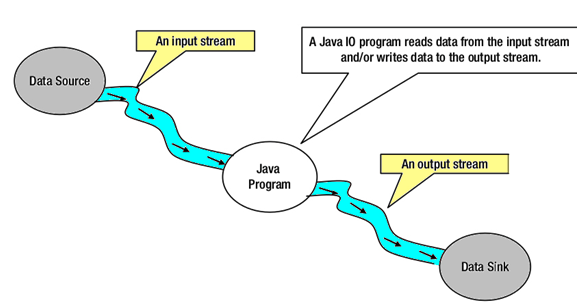 An input stream
A Java IO program reads data from the input stream
and/or writes data to the output stream.
Data Source
Java
Program
An output stream
Data Sink